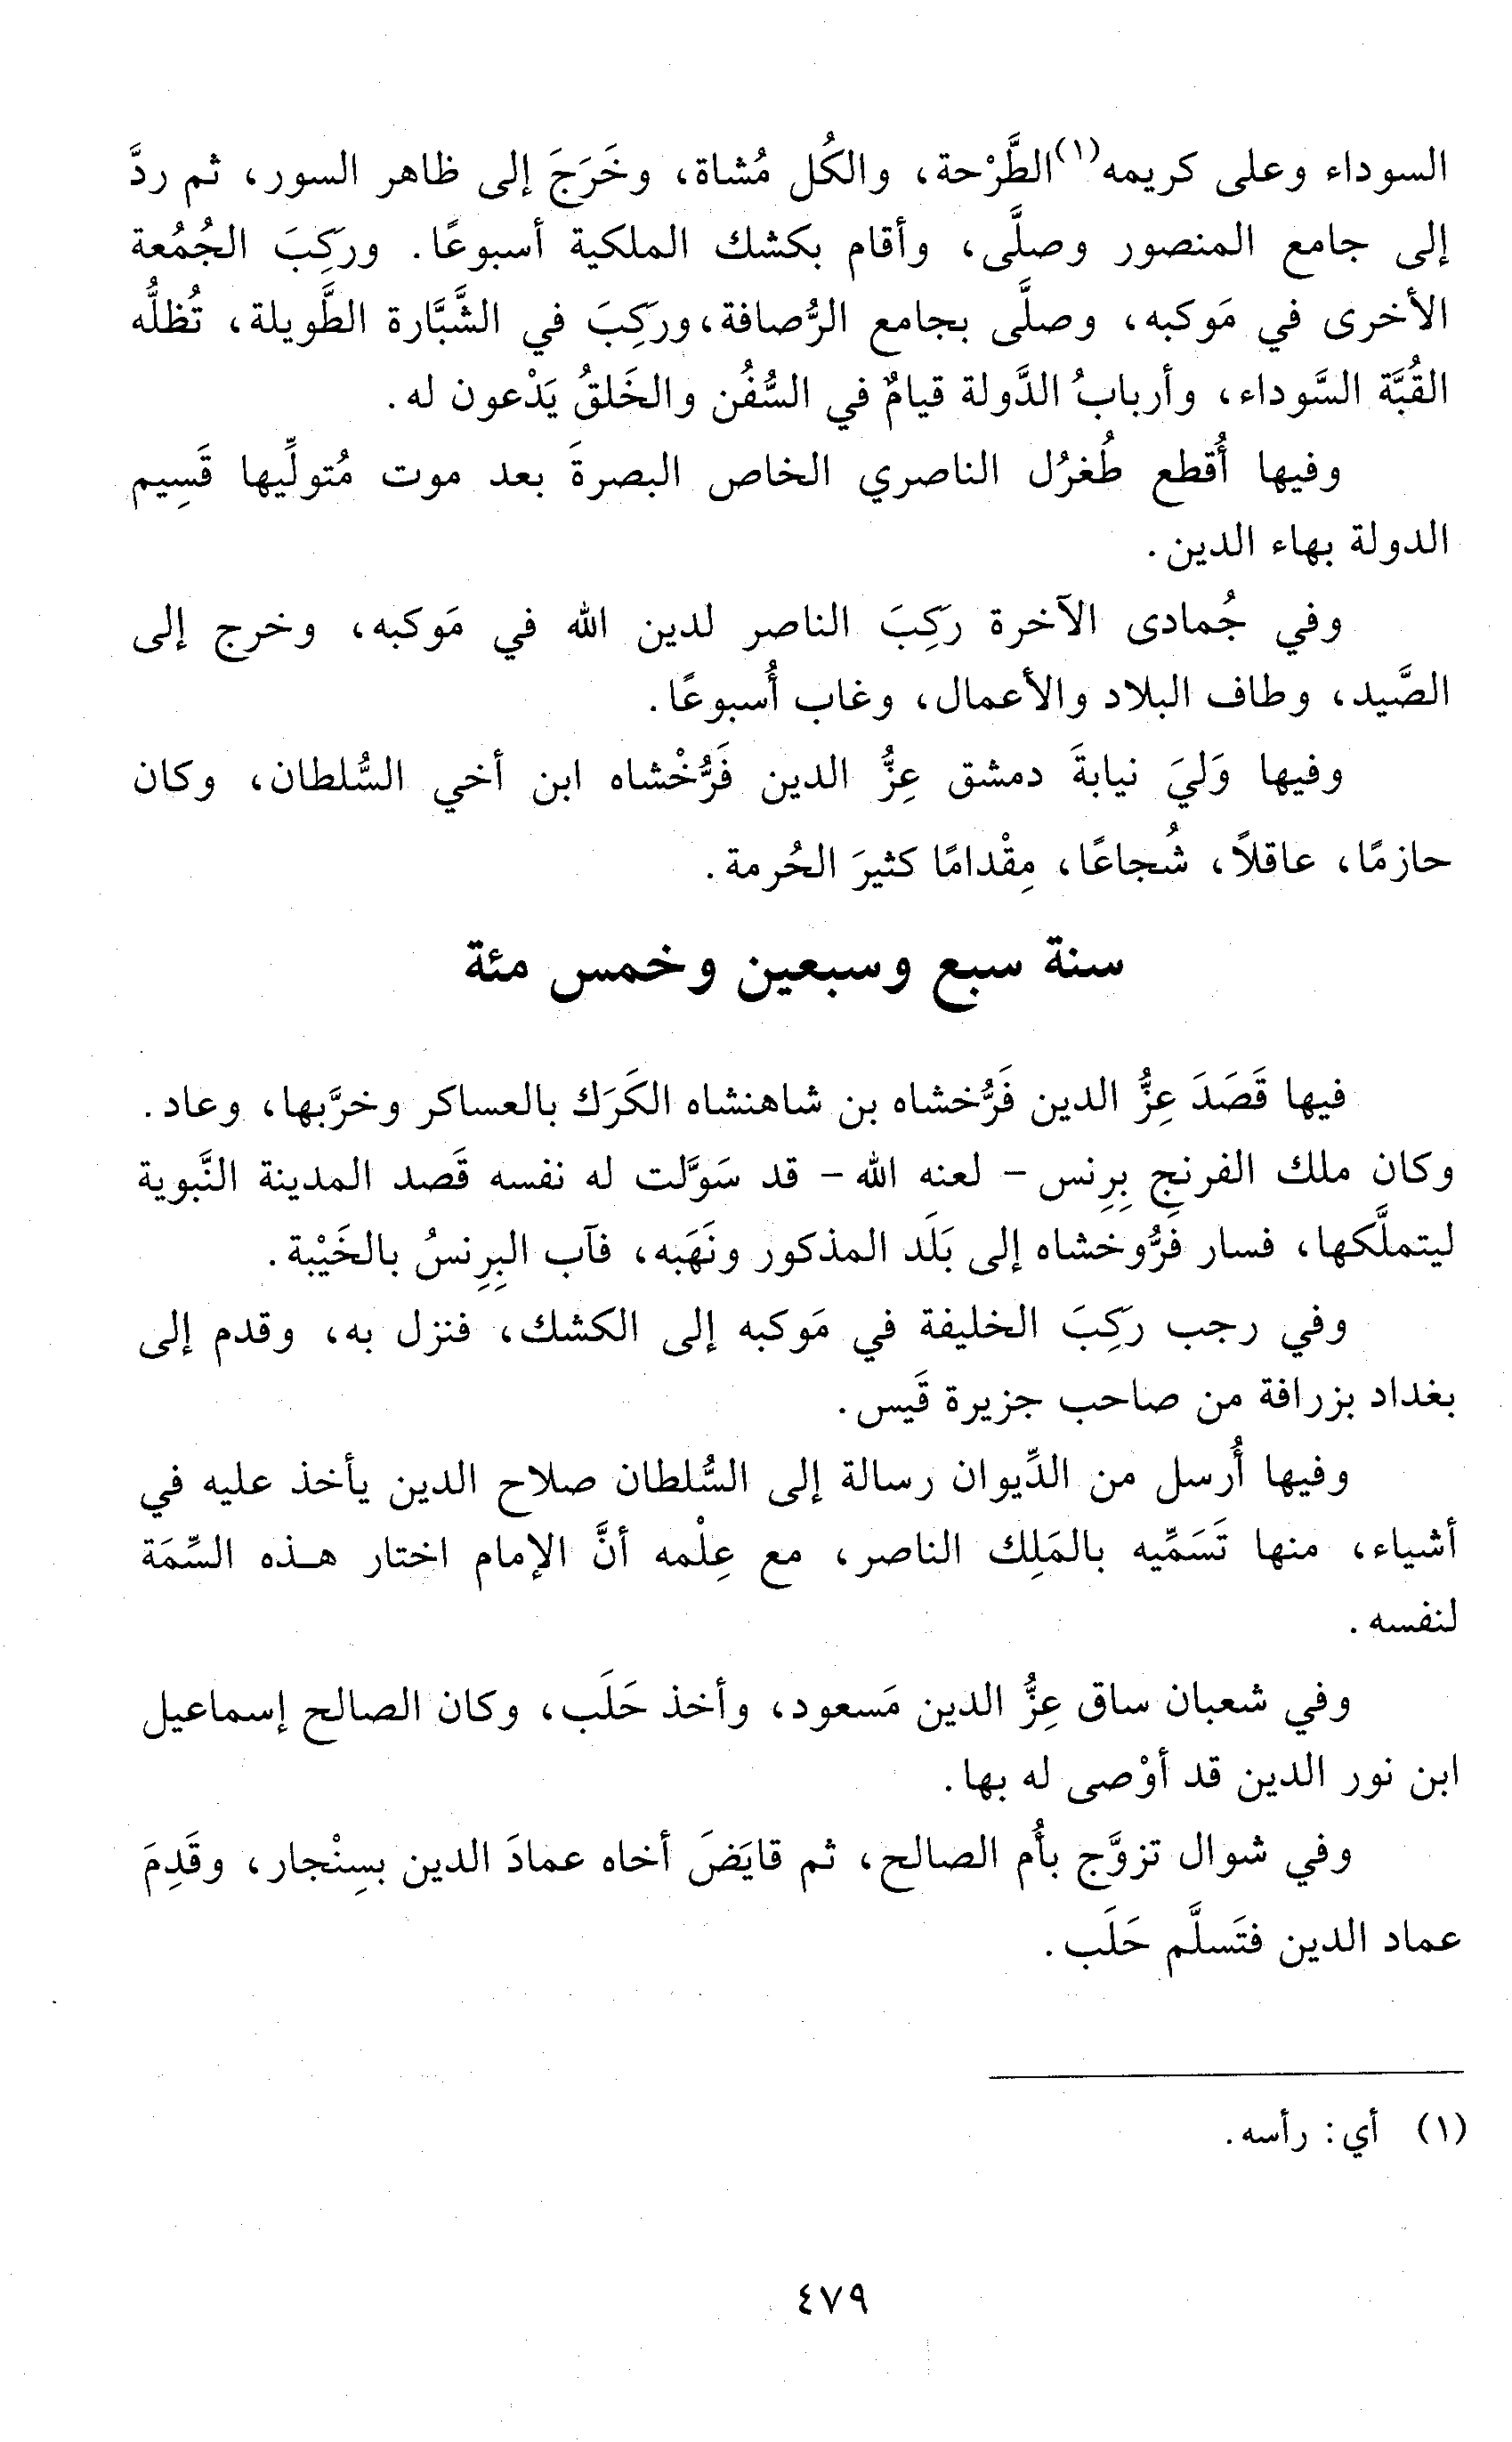 السوداء وعلى كريمه(١) الطَّرْحة، والكُل مُشاة، وخَرَجَ إلى ظاهر السور، ثم ردَّ
إلى جامع المنصور وصلَّى، وأقام بكشك الملكية أسبوعًا. وركِبَ الجُمُعة
الأخرى في مَوكبه، وصلَّى بجامع الرُّصافة، وركِبَ في الشَّبَّارة الطَّويلة، تُظلُّه
القُبَّة السَّوداء، وأربابُ الدَّولة قيامٌ في السُّفُن والخَلقُ يَدْعون له.
وفيها أُقطع طُغرُل الناصري الخاص البصرةَ بعد موت مُتولِّيها قَسِيم
الدولة بهاء الدين.
وفي جُمادى الآخرة ركِبَ الناصر لدين الله في مَوكبه، وخرج إلى
الصَّيد، وطاف البلاد والأعمال، وغاب أُسبوعًا.
وفيها وَليَ نيابةَ دمشق عِزُّ الدين فَرُّخْشاه ابن أخي السُّلطان، وكان
حازمًا، عاقلاً، شُجاعًا، مِقْدامًا كثيرَ الحُرمة.
سنة سبع وسبعين وخمس مئة
فيها قَصَدَ عِزُّ الدين فَرُّخشاه بن شاهنشاه الكَرَك بالعساكر وخرَّبها، وعاد.
وكان ملك الفرنج بِرِنس - لعنه الله - قد سَوَّلت له نفسه قَصد المدينة النَّبوية
ليتملَّكها، فسار فَرُّوخشاه إلى بَلَد المذكور ونَهَبه، فآب البِرِنسُ بالخَيْبة.
وفي رجب ركِبَ الخليفة في مَوكبه إلى الكشك، فنزل به، وقدم إلى
بغداد بزرافة من صاحب جزيرة قَيس.
وفيها أُرسل من الدِّيوان رسالة إلى السُّلطان صلاح الدين يأخذ عليه في
أشياء، منها تَسَمِّيه بالمَلِك الناصر، مع عِلْمه أنَّ الإمام اختار هذه السِّمَة
لنفسه.
وفي شعبان ساق عِزُّ الدين مَسعود، وأخذ حَلَب، وكان الصالح إسماعيل
ابن نور الدين قد أوْصى له بها.
وفي شوال تزوَّج بأُم الصالح، ثم قايَضَ أخاه عمادَ الدين بسِنْجار، وقَدِمَ
عماد الدين فتَسلَّم حَلَب.
(١) أي: رأسه.
٤٧٩